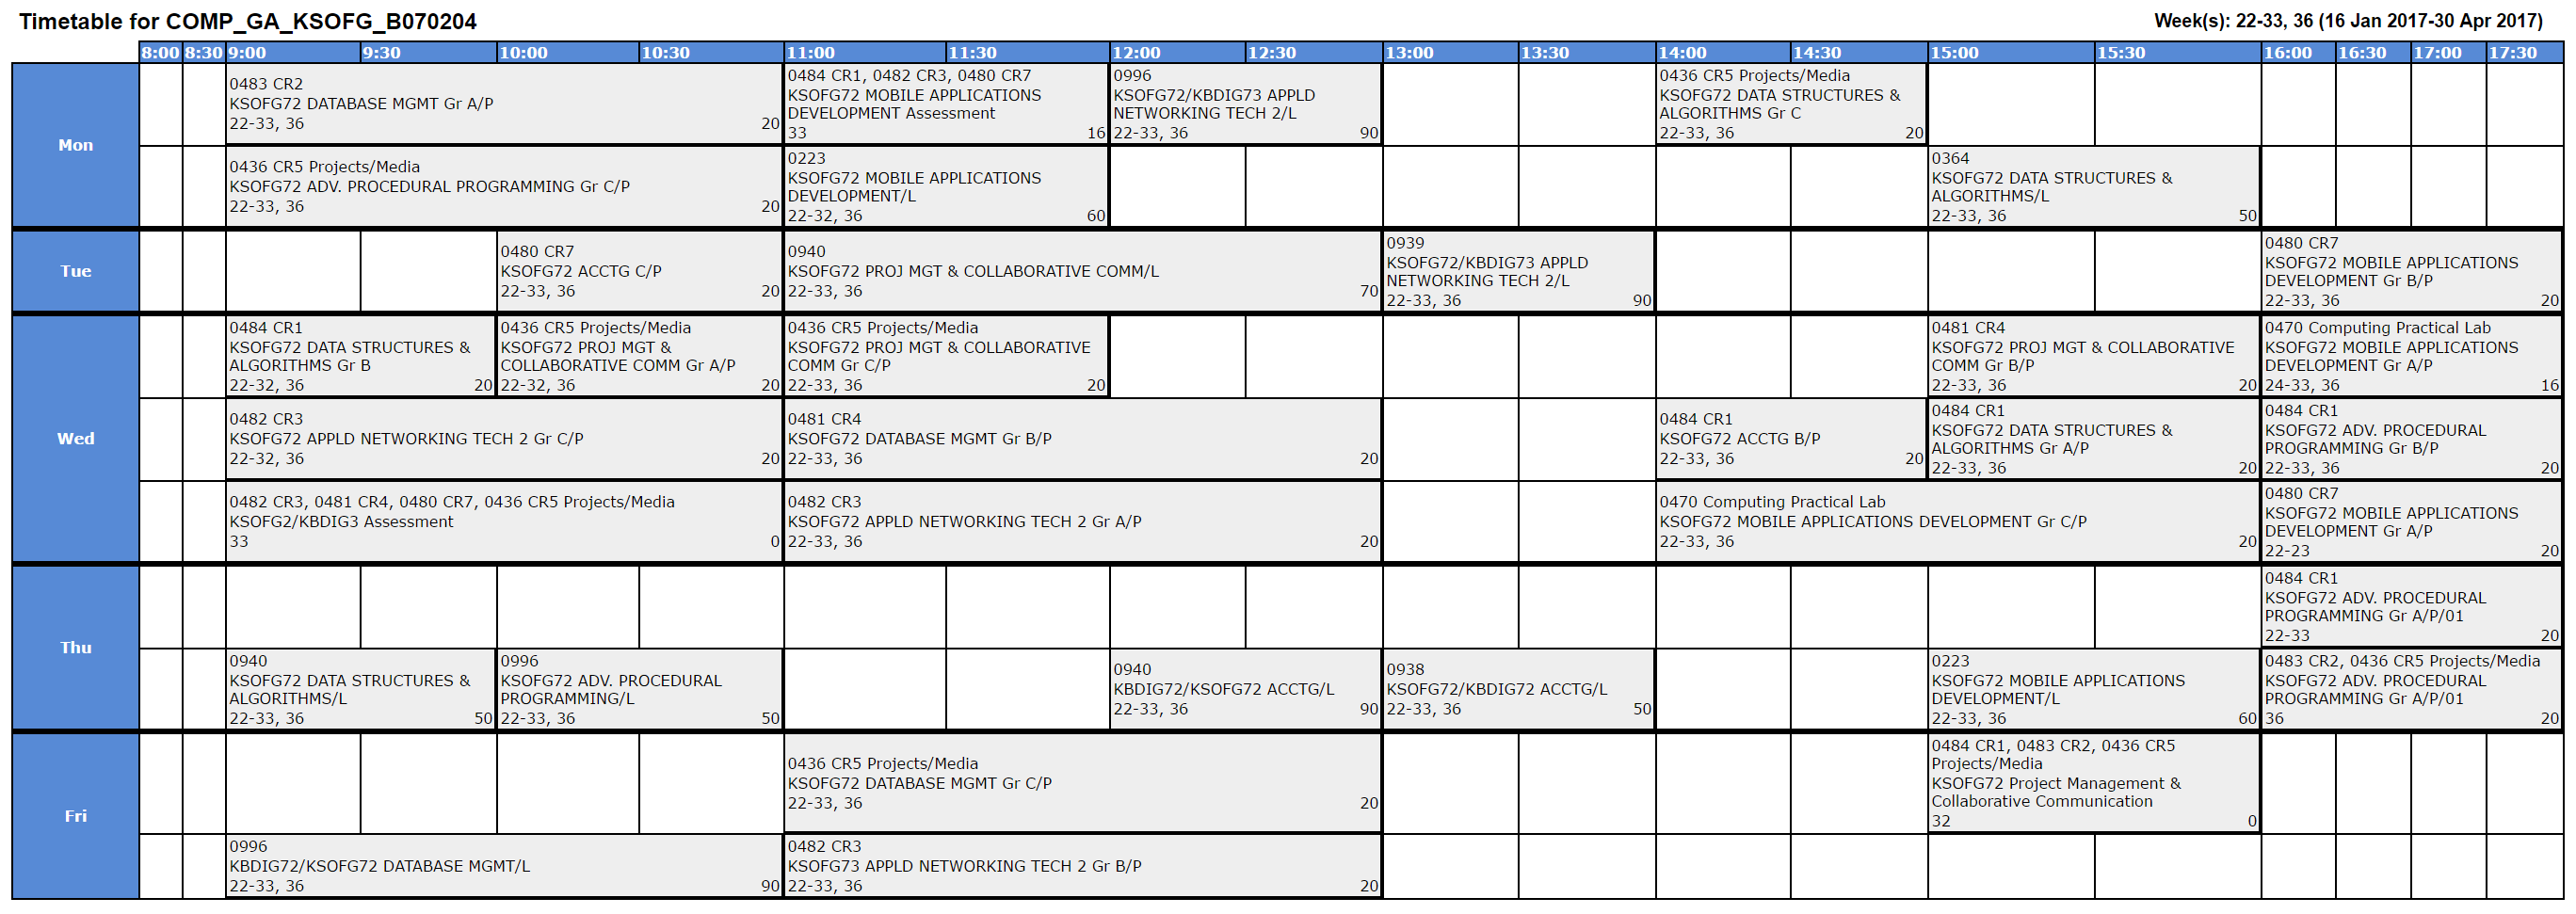 Timetable for COMP_GA_KSOFG_B070204
Week(s): 22-33, 36 (16 Jan 2017-30 Apr 2017)
8:00 8:30 9:00 9:30 10:00 10:30 11:00 11:30 12:00 12:30 13:00 13:30 14:00 14:30 15:00 15:30 16:00 16:30 17:00 17:30
Mon
0483 CR2
KSOFG72 DATABASE MGMT Gr A/P
22-33, 36 20
0484 CR1, 0482 CR3, 0480 CR7
KSOFG72 MOBILE APPLICATIONS
DEVELOPMENT Assessment
33 16
0996
KSOFG72/KBDIG73 APPLD
NETWORKING TECH 2/L
22-33, 36 90
0436 CR5 Projects/Media
KSOFG72 DATA STRUCTURES &
ALGORITHMS Gr C
22-33, 36 20
0436 CR5 Projects/Media
KSOFG72 ADV. PROCEDURAL PROGRAMMING Gr C/P
22-33, 36 20
0223
KSOFG72 MOBILE APPLICATIONS
DEVELOPMENT/L
22-32, 36 60
0364
KSOFG72 DATA STRUCTURES &
ALGORITHMS/L
22-33, 36 50
Tue
0480 CR7
KSOFG72 ACCTG C/P
22-33, 36 20
0940
KSOFG72 PROJ MGT & COLLABORATIVE COMM/L
22-33, 36 70
0939
KSOFG72/KBDIG73 APPLD
NETWORKING TECH 2/L
22-33, 36 90
0480 CR7
KSOFG72 MOBILE APPLICATIONS
DEVELOPMENT Gr B/P
22-33, 36 20
Wed
0484 CR1
KSOFG72 DATA STRUCTURES &
ALGORITHMS Gr B
22-32, 36 20
0436 CR5 Projects/Media
KSOFG72 PROJ MGT &
COLLABORATIVE COMM Gr A/P
22-32, 36 20
0436 CR5 Projects/Media
KSOFG72 PROJ MGT & COLLABORATIVE
COMM Gr C/P
22-33, 36 20
0481 CR4
KSOFG72 PROJ MGT & COLLABORATIVE
COMM Gr B/P
22-33, 36 20
0470 Computing Practical Lab
KSOFG72 MOBILE APPLICATIONS
DEVELOPMENT Gr A/P
24-33, 36 16
0482 CR3
KSOFG72 APPLD NETWORKING TECH 2 Gr C/P
22-32, 36 20
0481 CR4
KSOFG72 DATABASE MGMT Gr B/P
22-33, 36 20
0484 CR1
KSOFG72 ACCTG B/P
22-33, 36 20
0484 CR1
KSOFG72 DATA STRUCTURES &
ALGORITHMS Gr A/P
22-33, 36 20
0484 CR1
KSOFG72 ADV. PROCEDURAL
PROGRAMMING Gr B/P
22-33, 36 20
0482 CR3, 0481 CR4, 0480 CR7, 0436 CR5 Projects/Media
KSOFG2/KBDIG3 Assessment
33 0
0482 CR3
KSOFG72 APPLD NETWORKING TECH 2 Gr A/P
22-33, 36 20
0470 Computing Practical Lab
KSOFG72 MOBILE APPLICATIONS DEVELOPMENT Gr C/P
22-33, 36 20
0480 CR7
KSOFG72 MOBILE APPLICATIONS
DEVELOPMENT Gr A/P
22-23 20
Thu
0484 CR1
KSOFG72 ADV. PROCEDURAL
PROGRAMMING Gr A/P/01
22-33 20
0940
KSOFG72 DATA STRUCTURES &
ALGORITHMS/L
22-33, 36 50
0996
KSOFG72 ADV. PROCEDURAL
PROGRAMMING/L
22-33, 36 50
0940
KBDIG72/KSOFG72 ACCTG/L
22-33, 36 90
0938
KSOFG72/KBDIG72 ACCTG/L
22-33, 36 50
0223
KSOFG72 MOBILE APPLICATIONS
DEVELOPMENT/L
22-33, 36 60
0483 CR2, 0436 CR5 Projects/Media
KSOFG72 ADV. PROCEDURAL
PROGRAMMING Gr A/P/01
36 20
Fri
0436 CR5 Projects/Media
KSOFG72 DATABASE MGMT Gr C/P
22-33, 36 20
0484 CR1, 0483 CR2, 0436 CR5
Projects/Media
KSOFG72 Project Management &
Collaborative Communication
32 0
0996
KBDIG72/KSOFG72 DATABASE MGMT/L
22-33, 36 90
0482 CR3
KSOFG73 APPLD NETWORKING TECH 2 Gr B/P
22-33, 36 20